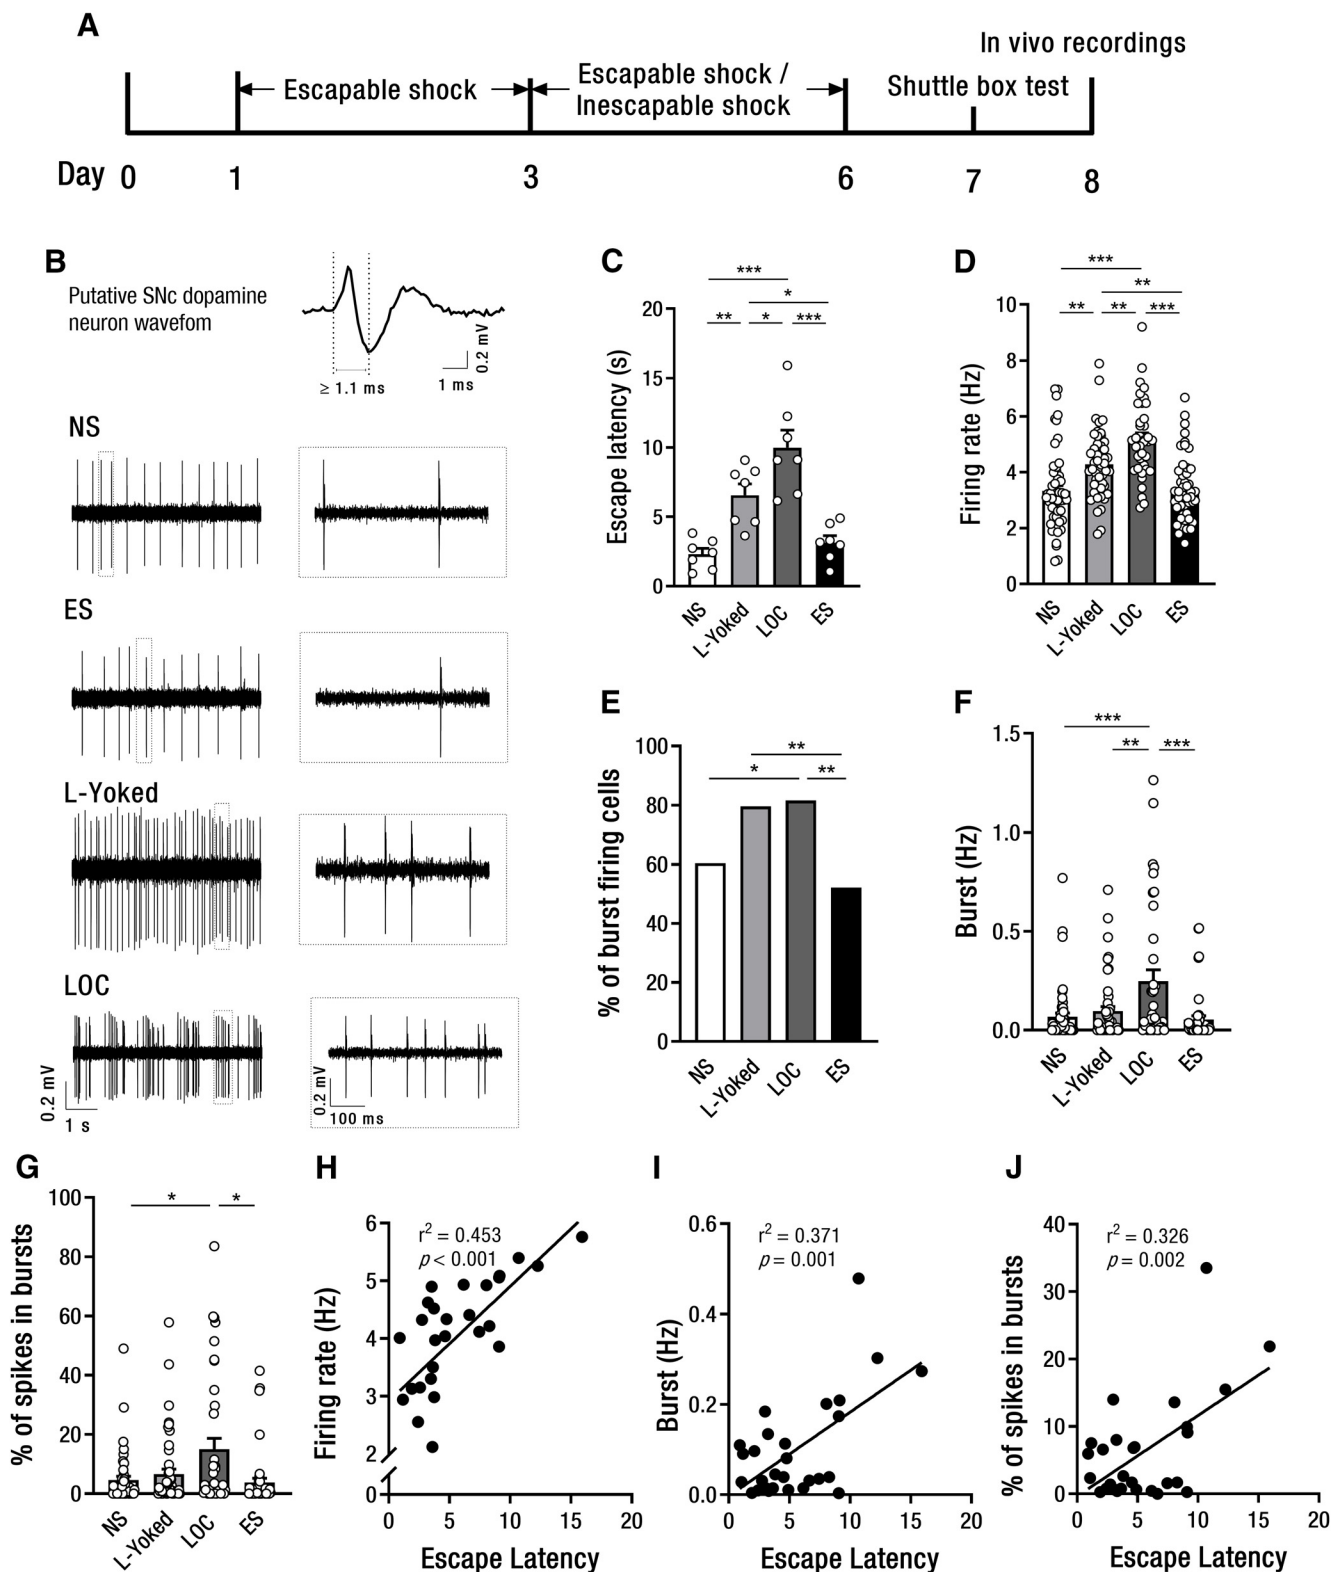 A
In vivo recordings
Escapable shock
Escapable shock /
Inescapable shock
Shuttle box test
Day 0 1 3 6 7 8
B
Putative SNc dopamine
neuron wavefom
≥ 1.1 ms
1 ms
0.2 mV
NS
ES
L-Yoked
LOC
0.2 mV
1 s
0.2 mV
100 ms
C
***
*
** * ***
Escape latency (s)
20
15
10
5
0
NS L-Yoked LOC ES
D
***
**
** ** ***
Firing rate (Hz)
10
8
6
4
2
0
NS L-Yoked LOC ES
E
**
* **
% of burst firing cells
100
80
60
40
20
0
NS L-Yoked LOC ES
F
***
** ***
Burst (Hz)
1.5
1.0
0.5
0.0
NS L-Yoked LOC ES
G
* *
% of spikes in bursts
100
80
60
40
20
0
NS L-Yoked LOC ES
H
r² = 0.453
p < 0.001
Firing rate (Hz)
6
5
4
3
2
0
0 5 10 15 20
Escape Latency
I
r² = 0.371
p = 0.001
Burst (Hz)
0.6
0.4
0.2
0.0
0 5 10 15 20
Escape Latency
J
r² = 0.326
p = 0.002
% of spikes in bursts
40
30
20
10
0
0 5 10 15 20
Escape Latency